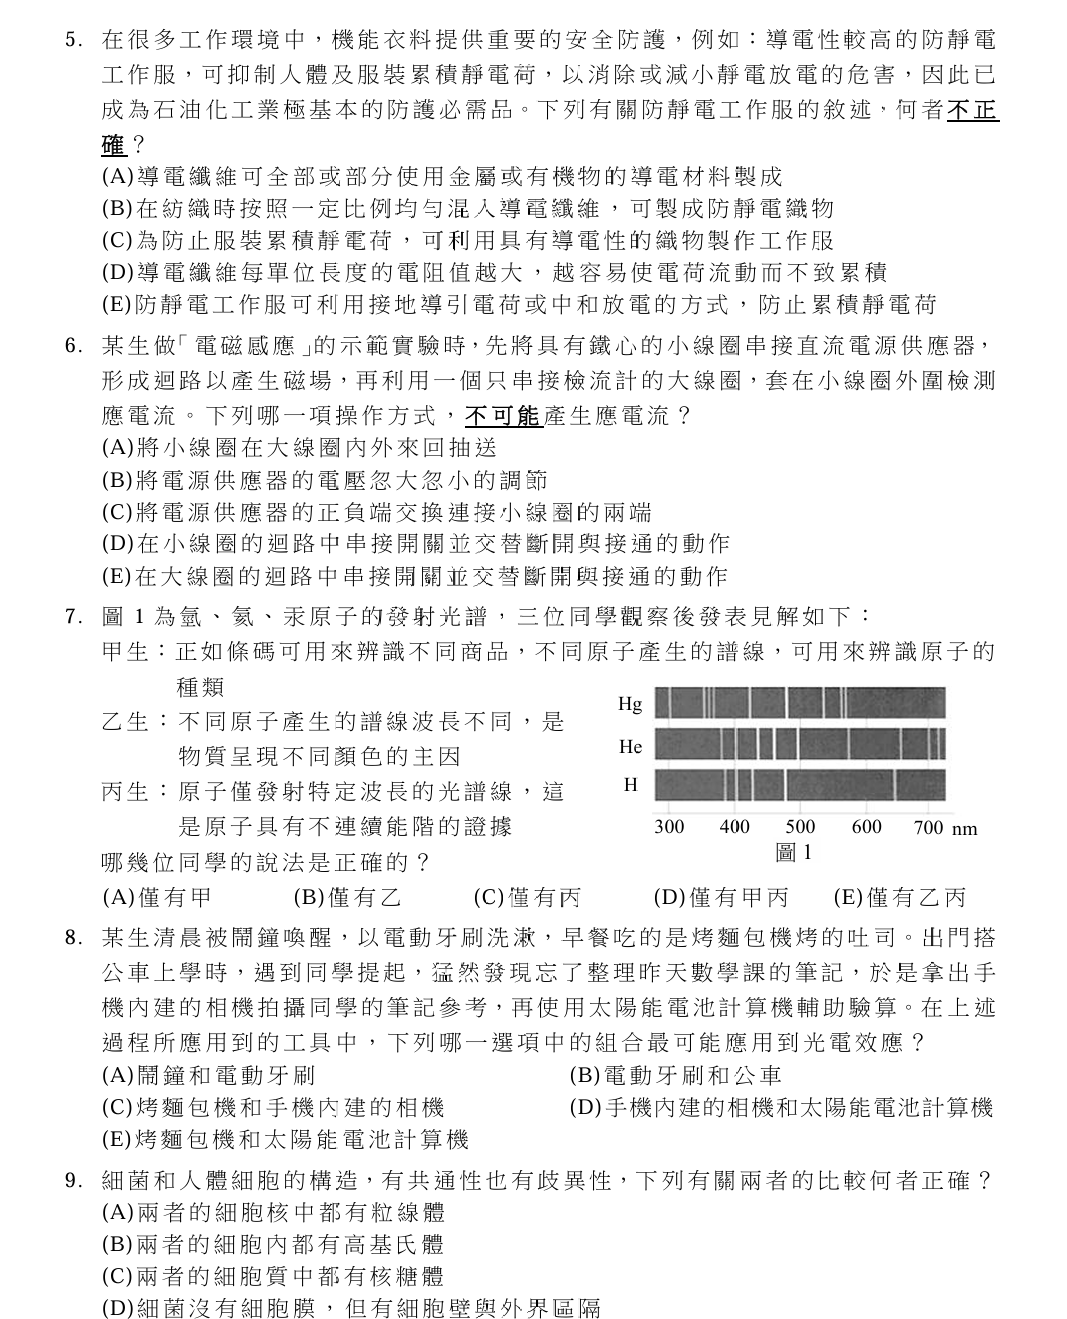 5. 在很多工作環境中，機能衣料提供重要的安全防護，例如：導電性較高的防靜電
工作服，可抑制人體及服裝累積靜電荷，以消除或減小靜電放電的危害，因此已
成為石油化工業極基本的防護必需品。下列有關防靜電工作服的敘述，何者不正
確？
(A)導電纖維可全部或部分使用金屬或有機物的導電材料製成
(B)在紡織時按照一定比例均勻混入導電纖維，可製成防靜電織物
(C)為防止服裝累積靜電荷，可利用具有導電性的織物製作工作服
(D)導電纖維每單位長度的電阻值越大，越容易使電荷流動而不致累積
(E)防靜電工作服可利用接地導引電荷或中和放電的方式，防止累積靜電荷
6. 某生做「電磁感應」的示範實驗時，先將具有鐵心的小線圈串接直流電源供應器，
形成迴路以產生磁場，再利用一個只串接檢流計的大線圈，套在小線圈外圍檢測
應電流。下列哪一項操作方式，不可能產生應電流？
(A)將小線圈在大線圈內外來回抽送
(B)將電源供應器的電壓忽大忽小的調節
(C)將電源供應器的正負端交換連接小線圈的兩端
(D)在小線圈的迴路中串接開關並交替斷開與接通的動作
(E)在大線圈的迴路中串接開關並交替斷開與接通的動作
7. 圖 1 為氫、氦、汞原子的發射光譜，三位同學觀察後發表見解如下：
甲生：正如條碼可用來辨識不同商品，不同原子產生的譜線，可用來辨識原子的
種類
乙生：不同原子產生的譜線波長不同，是
物質呈現不同顏色的主因
丙生：原子僅發射特定波長的光譜線，這
是原子具有不連續能階的證據
Hg
He
H
300 400 500 600 700 nm
圖 1
哪幾位同學的說法是正確的？
(A)僅有甲 (B)僅有乙 (C)僅有丙 (D)僅有甲丙 (E)僅有乙丙
8. 某生清晨被鬧鐘喚醒，以電動牙刷洗漱，早餐吃的是烤麵包機烤的吐司。出門搭
公車上學時，遇到同學提起，猛然發現忘了整理昨天數學課的筆記，於是拿出手
機內建的相機拍攝同學的筆記參考，再使用太陽能電池計算機輔助驗算。在上述
過程所應用到的工具中，下列哪一選項中的組合最可能應用到光電效應？
(A)鬧鐘和電動牙刷 (B)電動牙刷和公車
(C)烤麵包機和手機內建的相機 (D)手機內建的相機和太陽能電池計算機
(E)烤麵包機和太陽能電池計算機
9. 細菌和人體細胞的構造，有共通性也有歧異性，下列有關兩者的比較何者正確？
(A)兩者的細胞核中都有粒線體
(B)兩者的細胞內都有高基氏體
(C)兩者的細胞質中都有核糖體
(D)細菌沒有細胞膜，但有細胞壁與外界區隔